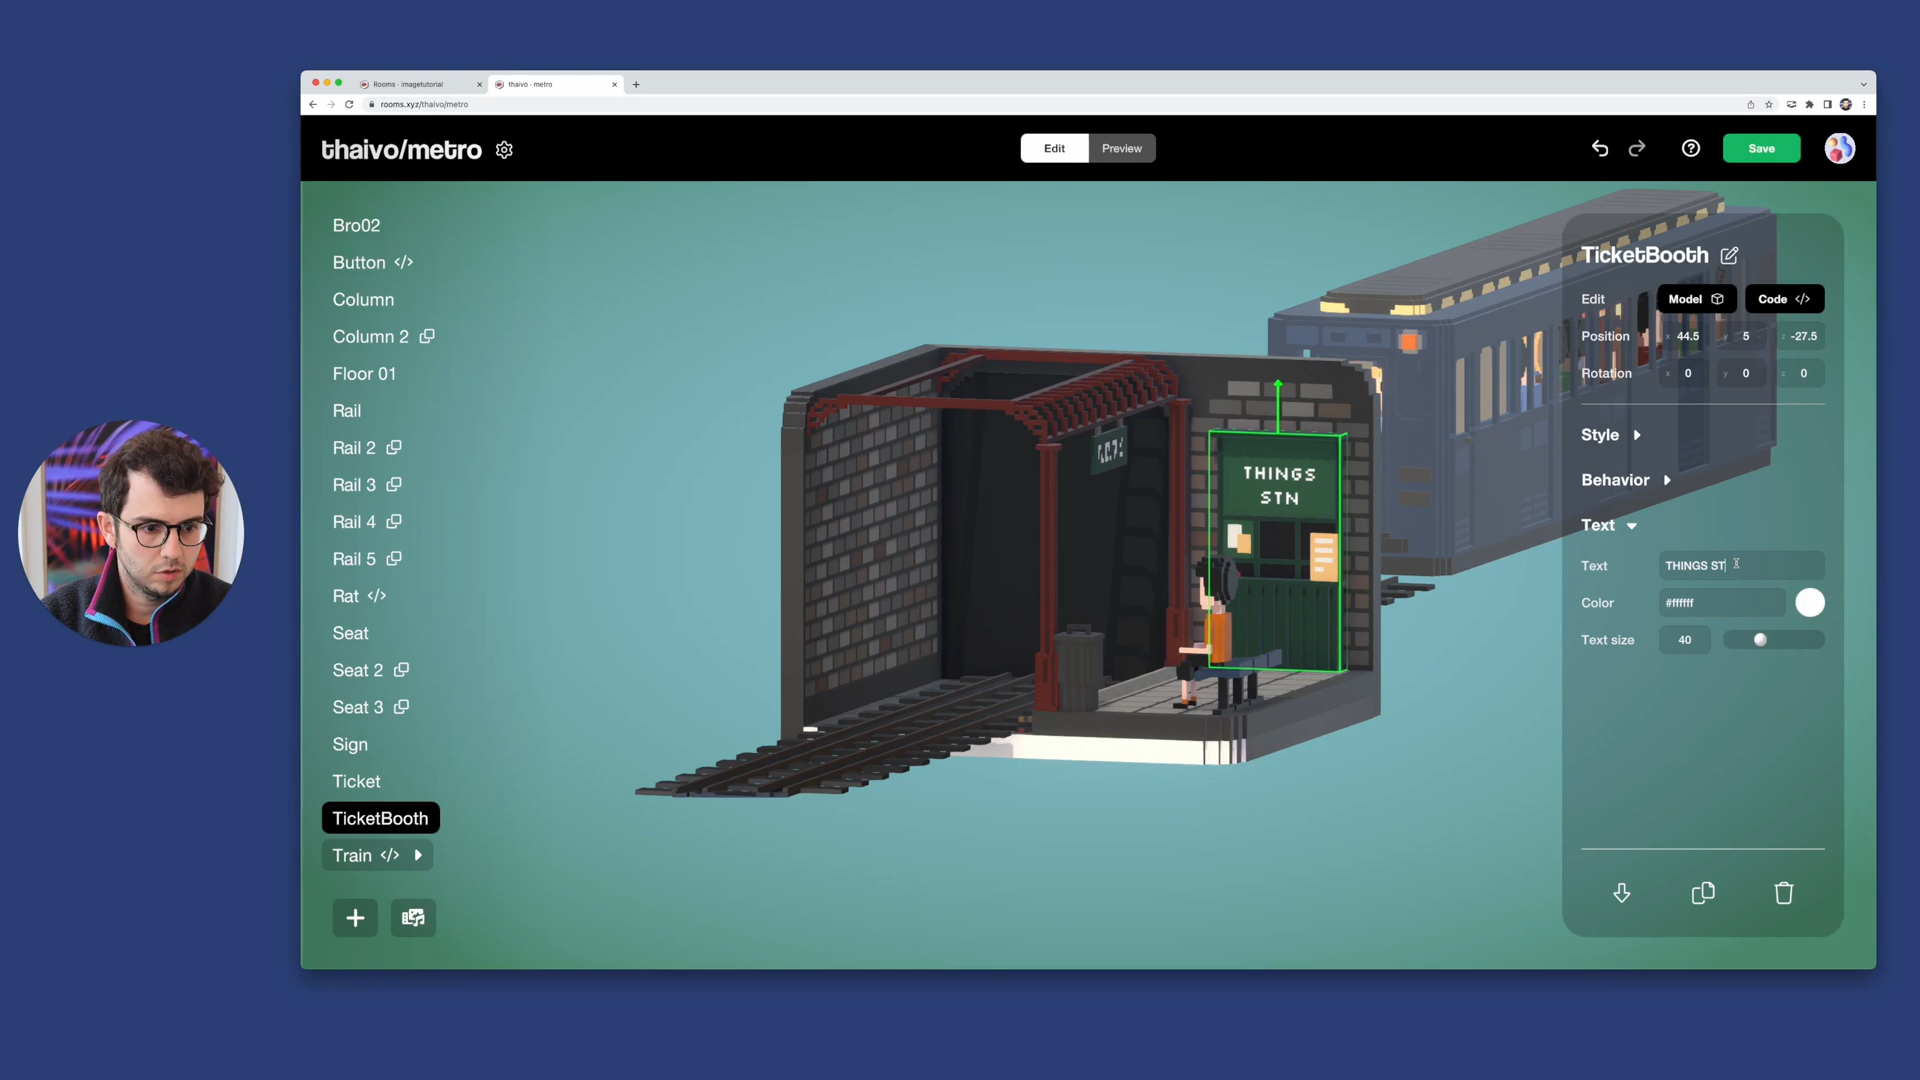 Rooms - imagetutorial
thaivo - metro
rooms.xyz/thaivo/metro
thaivo/metro
Edit
Preview
Save
Bro02
Button </>
Column
Column 2
Floor 01
Rail
Rail 2
Rail 3
Rail 4
Rail 5
Rat </>
Seat
Seat 2
Seat 3
Sign
Ticket
TicketBooth
Train </>
THINGS
STN
TicketBooth
Edit
Model
Code </>
Position
x 44.5
y 5
z -27.5
Rotation
x 0
y 0
z 0
Style
Behavior
Text
Text
THINGS ST
Color
#ffffff
Text size
40